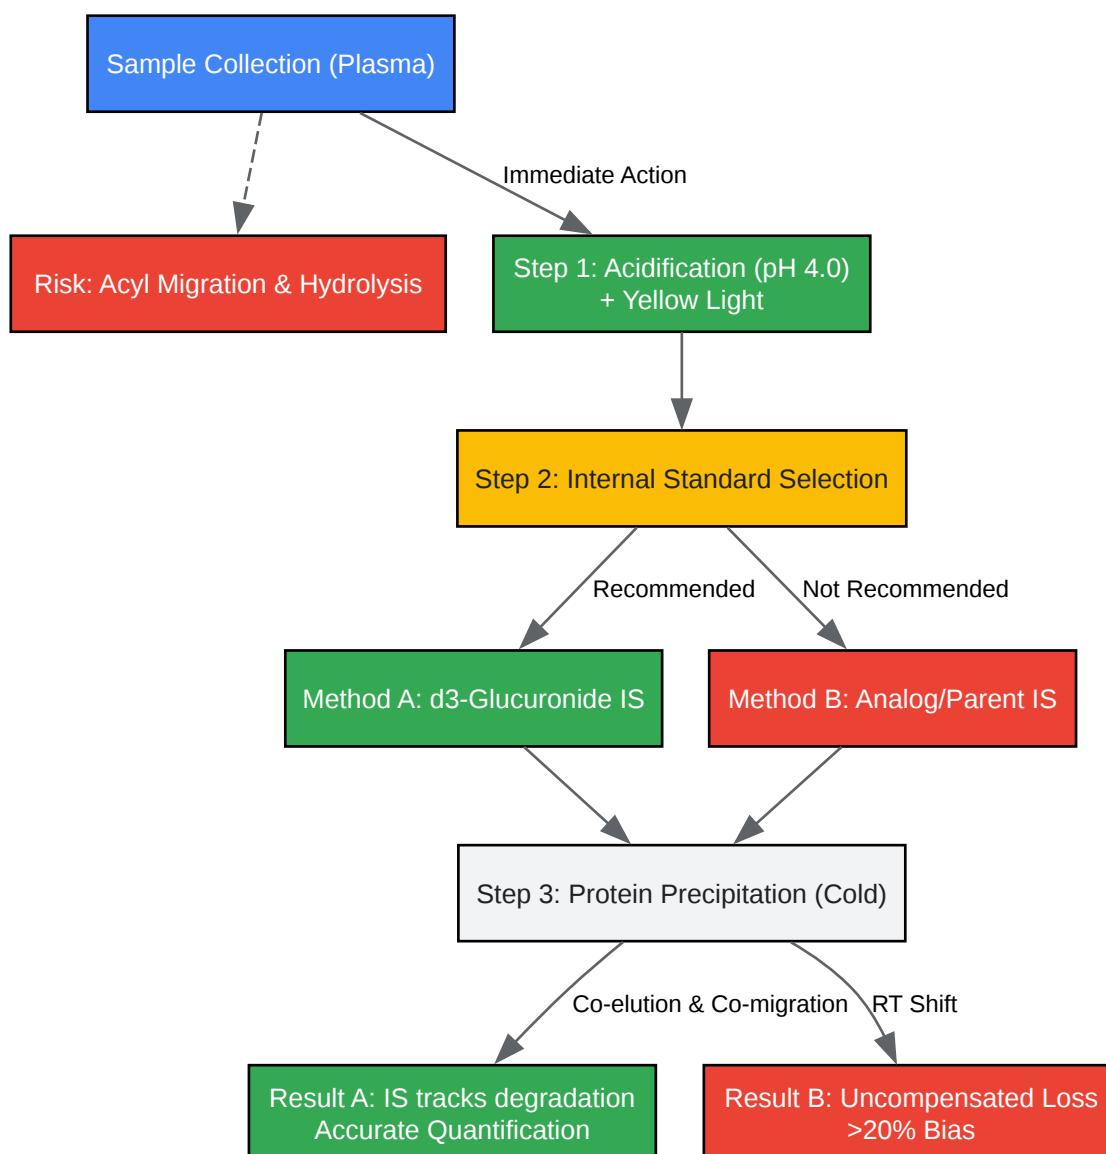 Sample Collection (Plasma)
Immediate Action
Risk: Acyl Migration & Hydrolysis
Step 1: Acidification (pH 4.0)
+ Yellow Light
Step 2: Internal Standard Selection
Recommended
Not Recommended
Method A: d3-Glucuronide IS
Method B: Analog/Parent IS
Step 3: Protein Precipitation (Cold)
Co-elution & Co-migration
RT Shift
Result A: IS tracks degradation
Accurate Quantification
Result B: Uncompensated Loss
>20% Bias